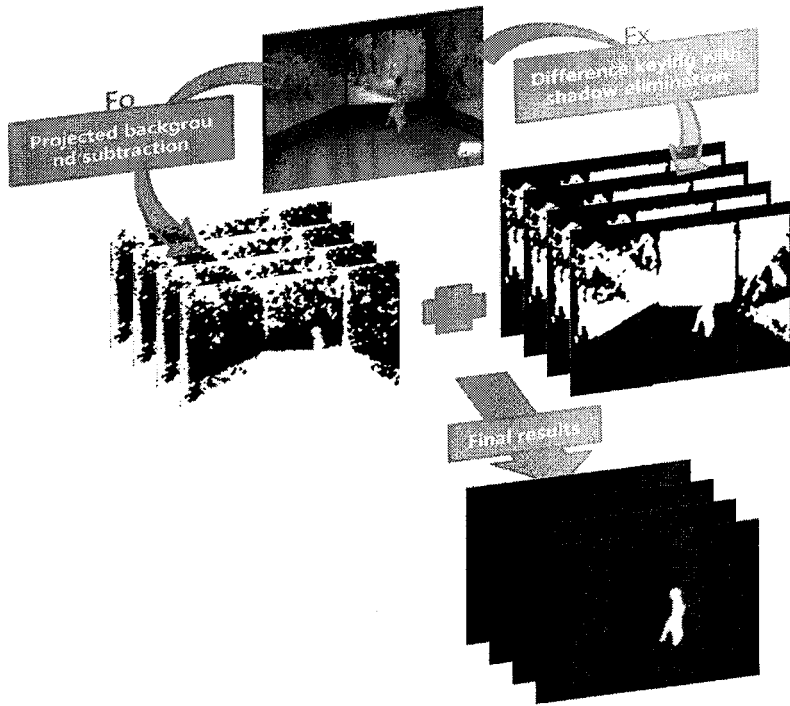 Fo
Projected backgrou
nd subtraction
Fx
Difference keying with
shadow elimination
Final results